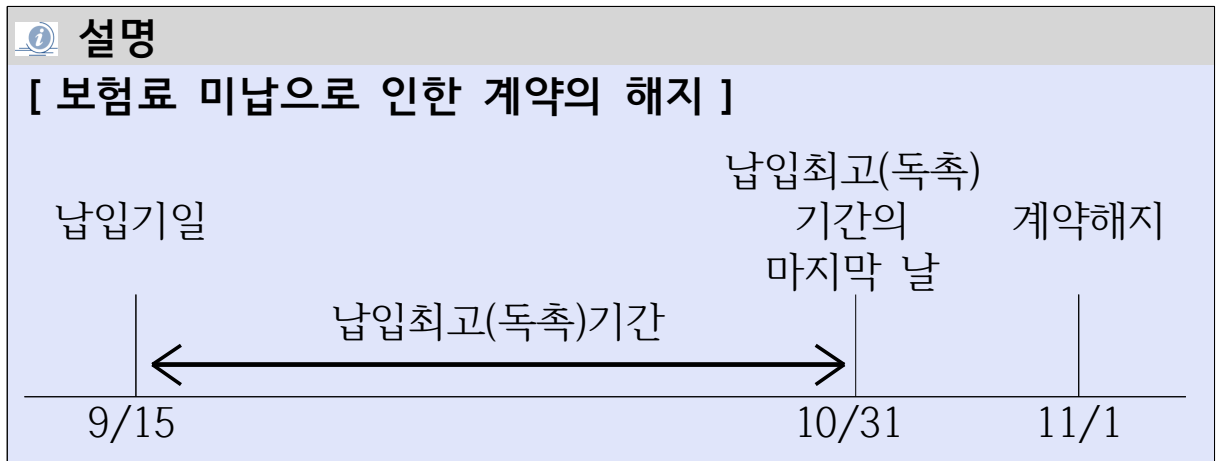 설명
[ 보험료 미납으로 인한 계약의 해지 ]
납입기일
납입최고(독촉)
기간의
마지막 날
계약해지
납입최고(독촉)기간
9/15
10/31
11/1